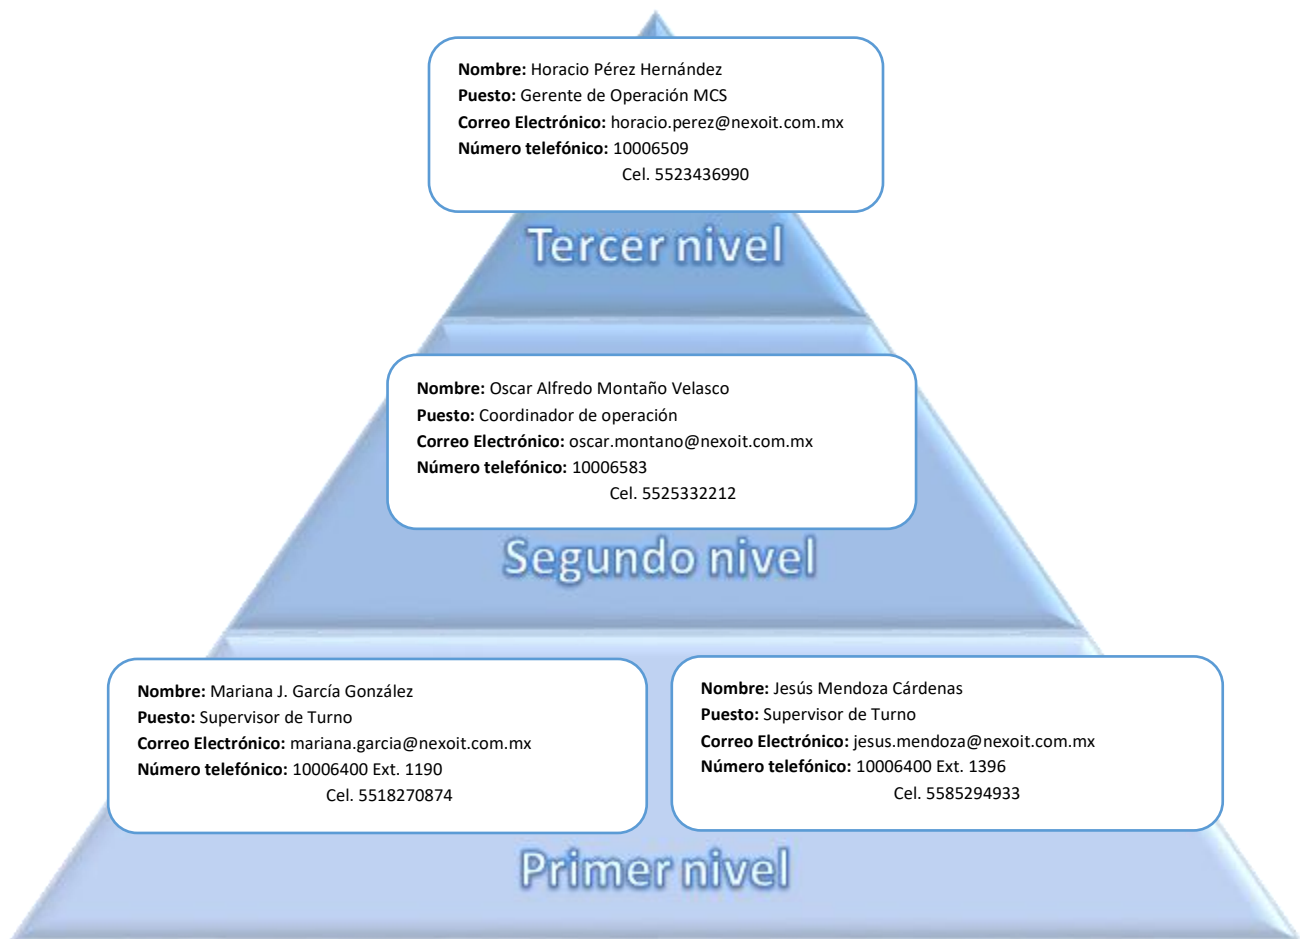 Nombre: Horacio Pérez Hernández
Puesto: Gerente de Operación MCS
Correo Electrónico: horacio.perez@nexoit.com.mx
Número telefónico: 10006509
Cel. 5523436990
Tercer nivel
Nombre: Oscar Alfredo Montaño Velasco
Puesto: Coordinador de operación
Correo Electrónico: oscar.montano@nexoit.com.mx
Número telefónico: 10006583
Cel. 5525332212
Segundo nivel
Nombre: Mariana J. García González
Puesto: Supervisor de Turno
Correo Electrónico: mariana.garcia@nexoit.com.mx
Número telefónico: 10006400 Ext. 1190
Cel. 5518270874
Nombre: Jesús Mendoza Cárdenas
Puesto: Supervisor de Turno
Correo Electrónico: jesus.mendoza@nexoit.com.mx
Número telefónico: 10006400 Ext. 1396
Cel. 5585294933
Primer nivel